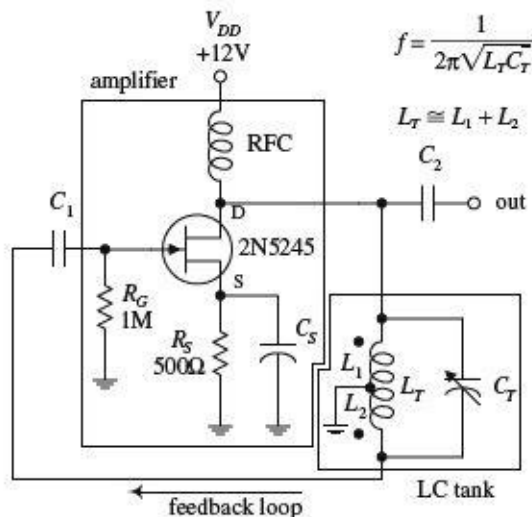 V_DD
+12V
amplifier
f = 1 / 2π√L_T C_T
L_T ≅ L_1 + L_2
RFC
C_2
out
C_1
D
2N5245
S
R_G
1M
R_S
500Ω
C_S
L_1
L_T
L_2
C_T
LC tank
feedback loop